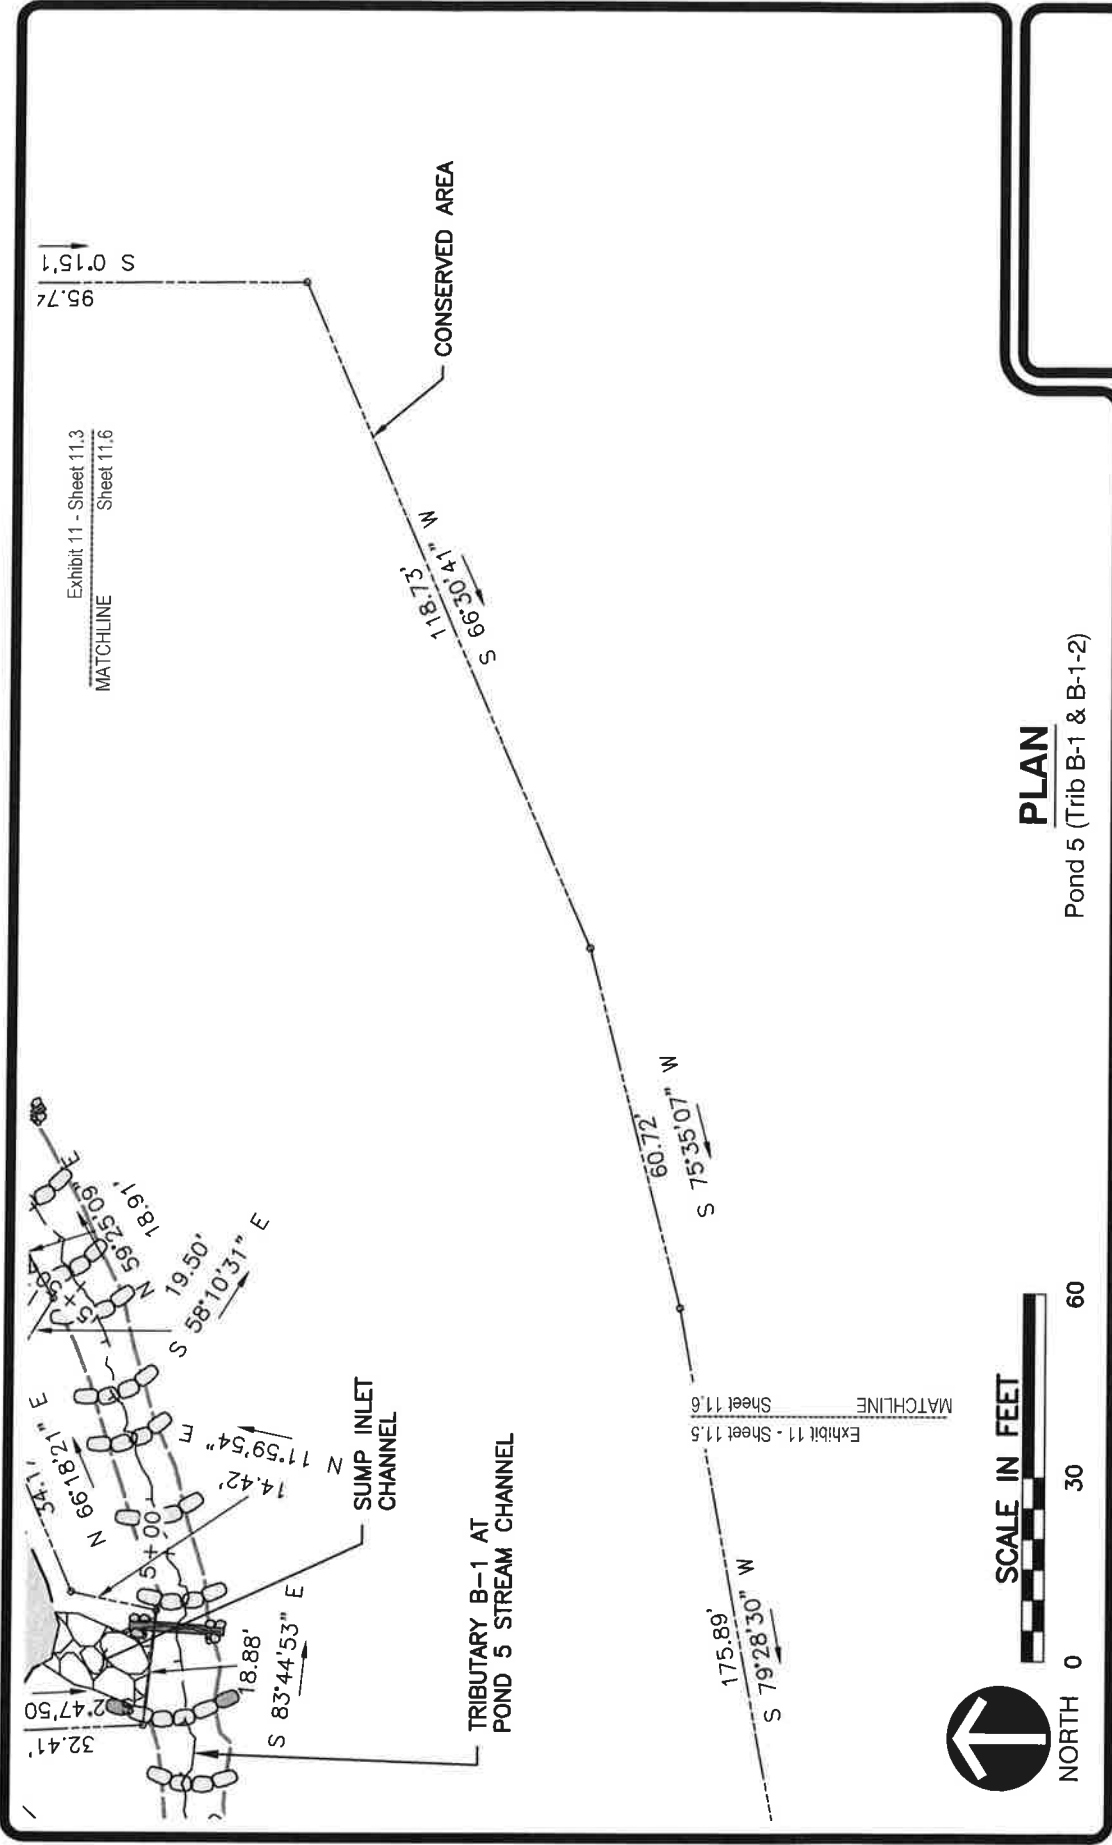 Exhibit 11 - Sheet 11.3
MATCHLINE Sheet 11.6
S 0°15'1
95.74
CONSERVED AREA
118.73'
S 66°30'41" W
60.72'
S 75°35'07" W
Exhibit 11 - Sheet 11.5
MATCHLINE Sheet 11.6
175.89'
S 79°28'30" W
N 59°25'09" E
18.91'
19.50'
S 58°10'31" E
N 66°18'21" E
34.1
N 11°59'54" E
14.42'
5+00
SUMP INLET
CHANNEL
TRIBUTARY B-1 AT
POND 5 STREAM CHANNEL
18.88'
S 83°44'53" E
2°47'50
32.41'
PLAN
Pond 5 (Trib B-1 & B-1-2)
SCALE IN FEET
0 30 60
NORTH